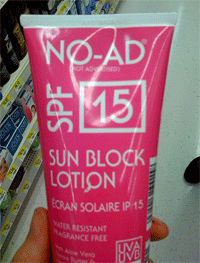 NO-AD®
(NOT ADVERTISED)
SPF 15
SUN BLOCK
LOTION
ÉCRAN SOLAIRE IP 15
WATER RESISTANT
FRAGRANCE FREE
with Aloe Vera
UVA
UVB